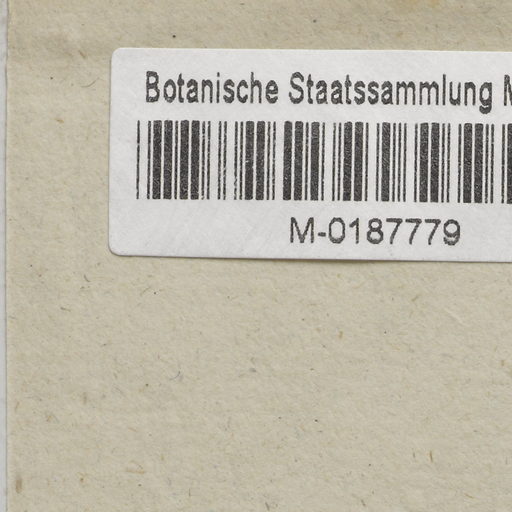 Botanische Staatssammlung
M-0187779